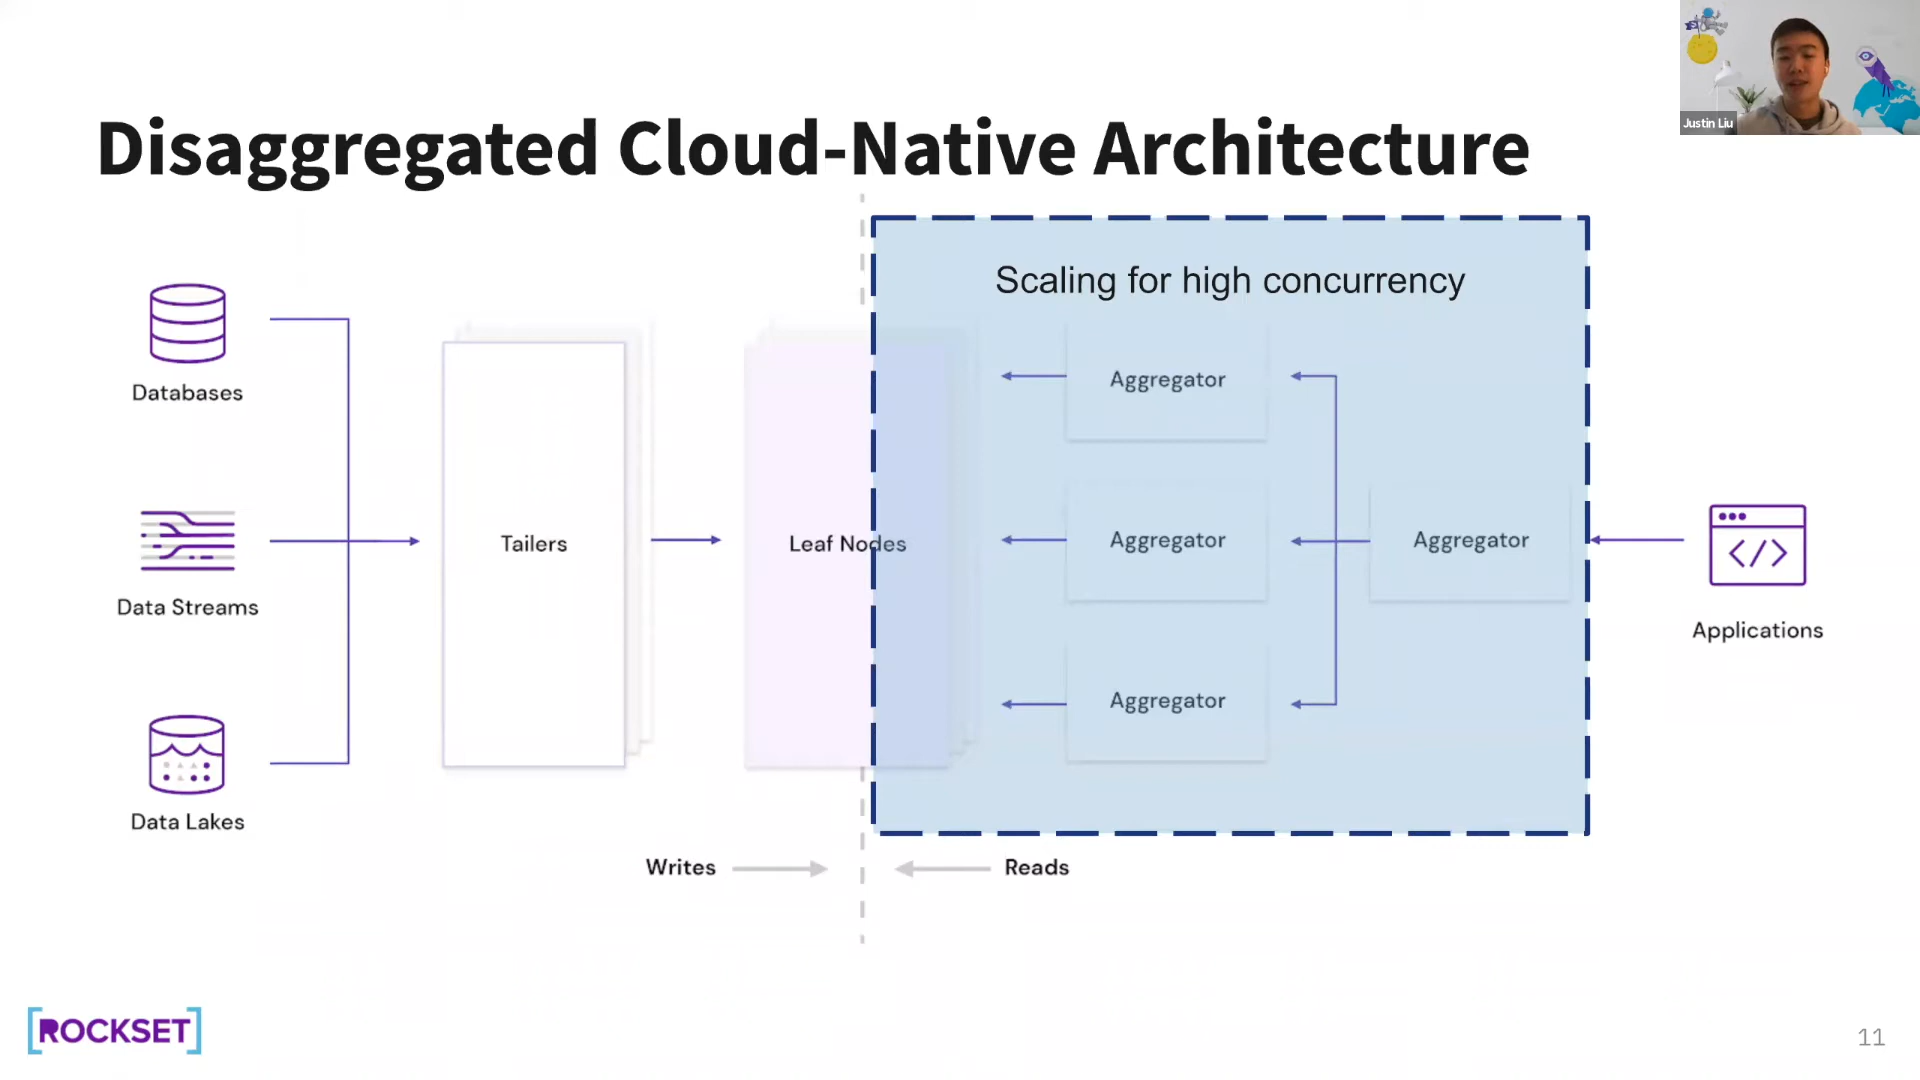 Justin Liu
Disaggregated Cloud-Native Architecture
Scaling for high concurrency
Databases
Data Streams
Data Lakes
Tailers
Leaf Nodes
Aggregator
Aggregator
Aggregator
Aggregator
</>
Applications
Writes
Reads
[ROCKSET]
11